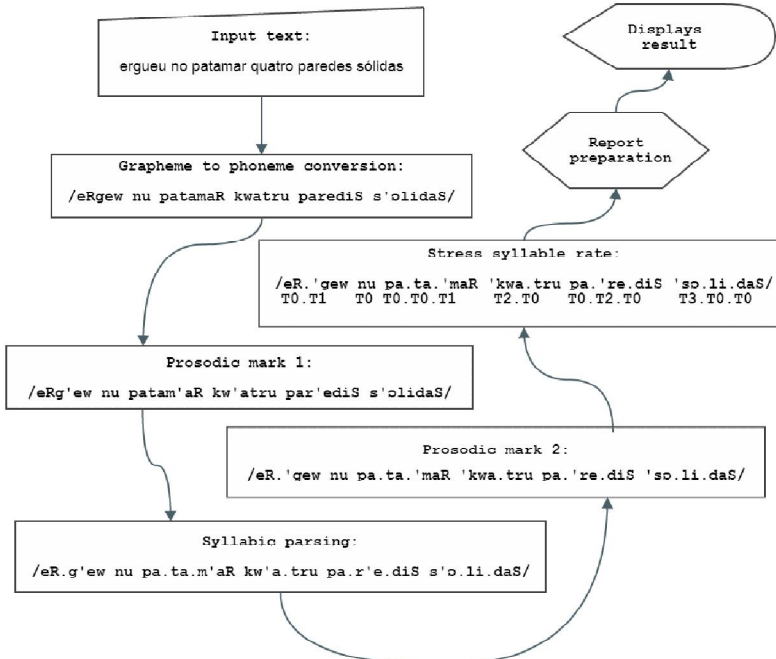 Input text:
ergueu no patamar quatro paredes sólidas
Grapheme to phoneme conversion:
/eRgew nu patamaR kwatru parediS s'ɔlidaS/
Prosodic mark 1:
/eRg'ew nu patam'aR kw'atru par'ediS s'ɔlidaS/
Syllabic parsing:
/eR.g'ew nu pa.ta.m'aR kw'a.tru pa.r'e.diS s'ɔ.li.daS/
Prosodic mark 2:
/eR.'gew nu pa.ta.'maR 'kwa.tru pa.'re.diS 'sɔ.li.daS/
Stress syllable rate:
/eR.'gew nu pa.ta.'maR 'kwa.tru pa.'re.diS 'sɔ.li.daS/
T0.T1 T0 T0.T0.T1 T2.T0 T0.T2.T0 T3.T0.T0
Report
preparation
Displays
result